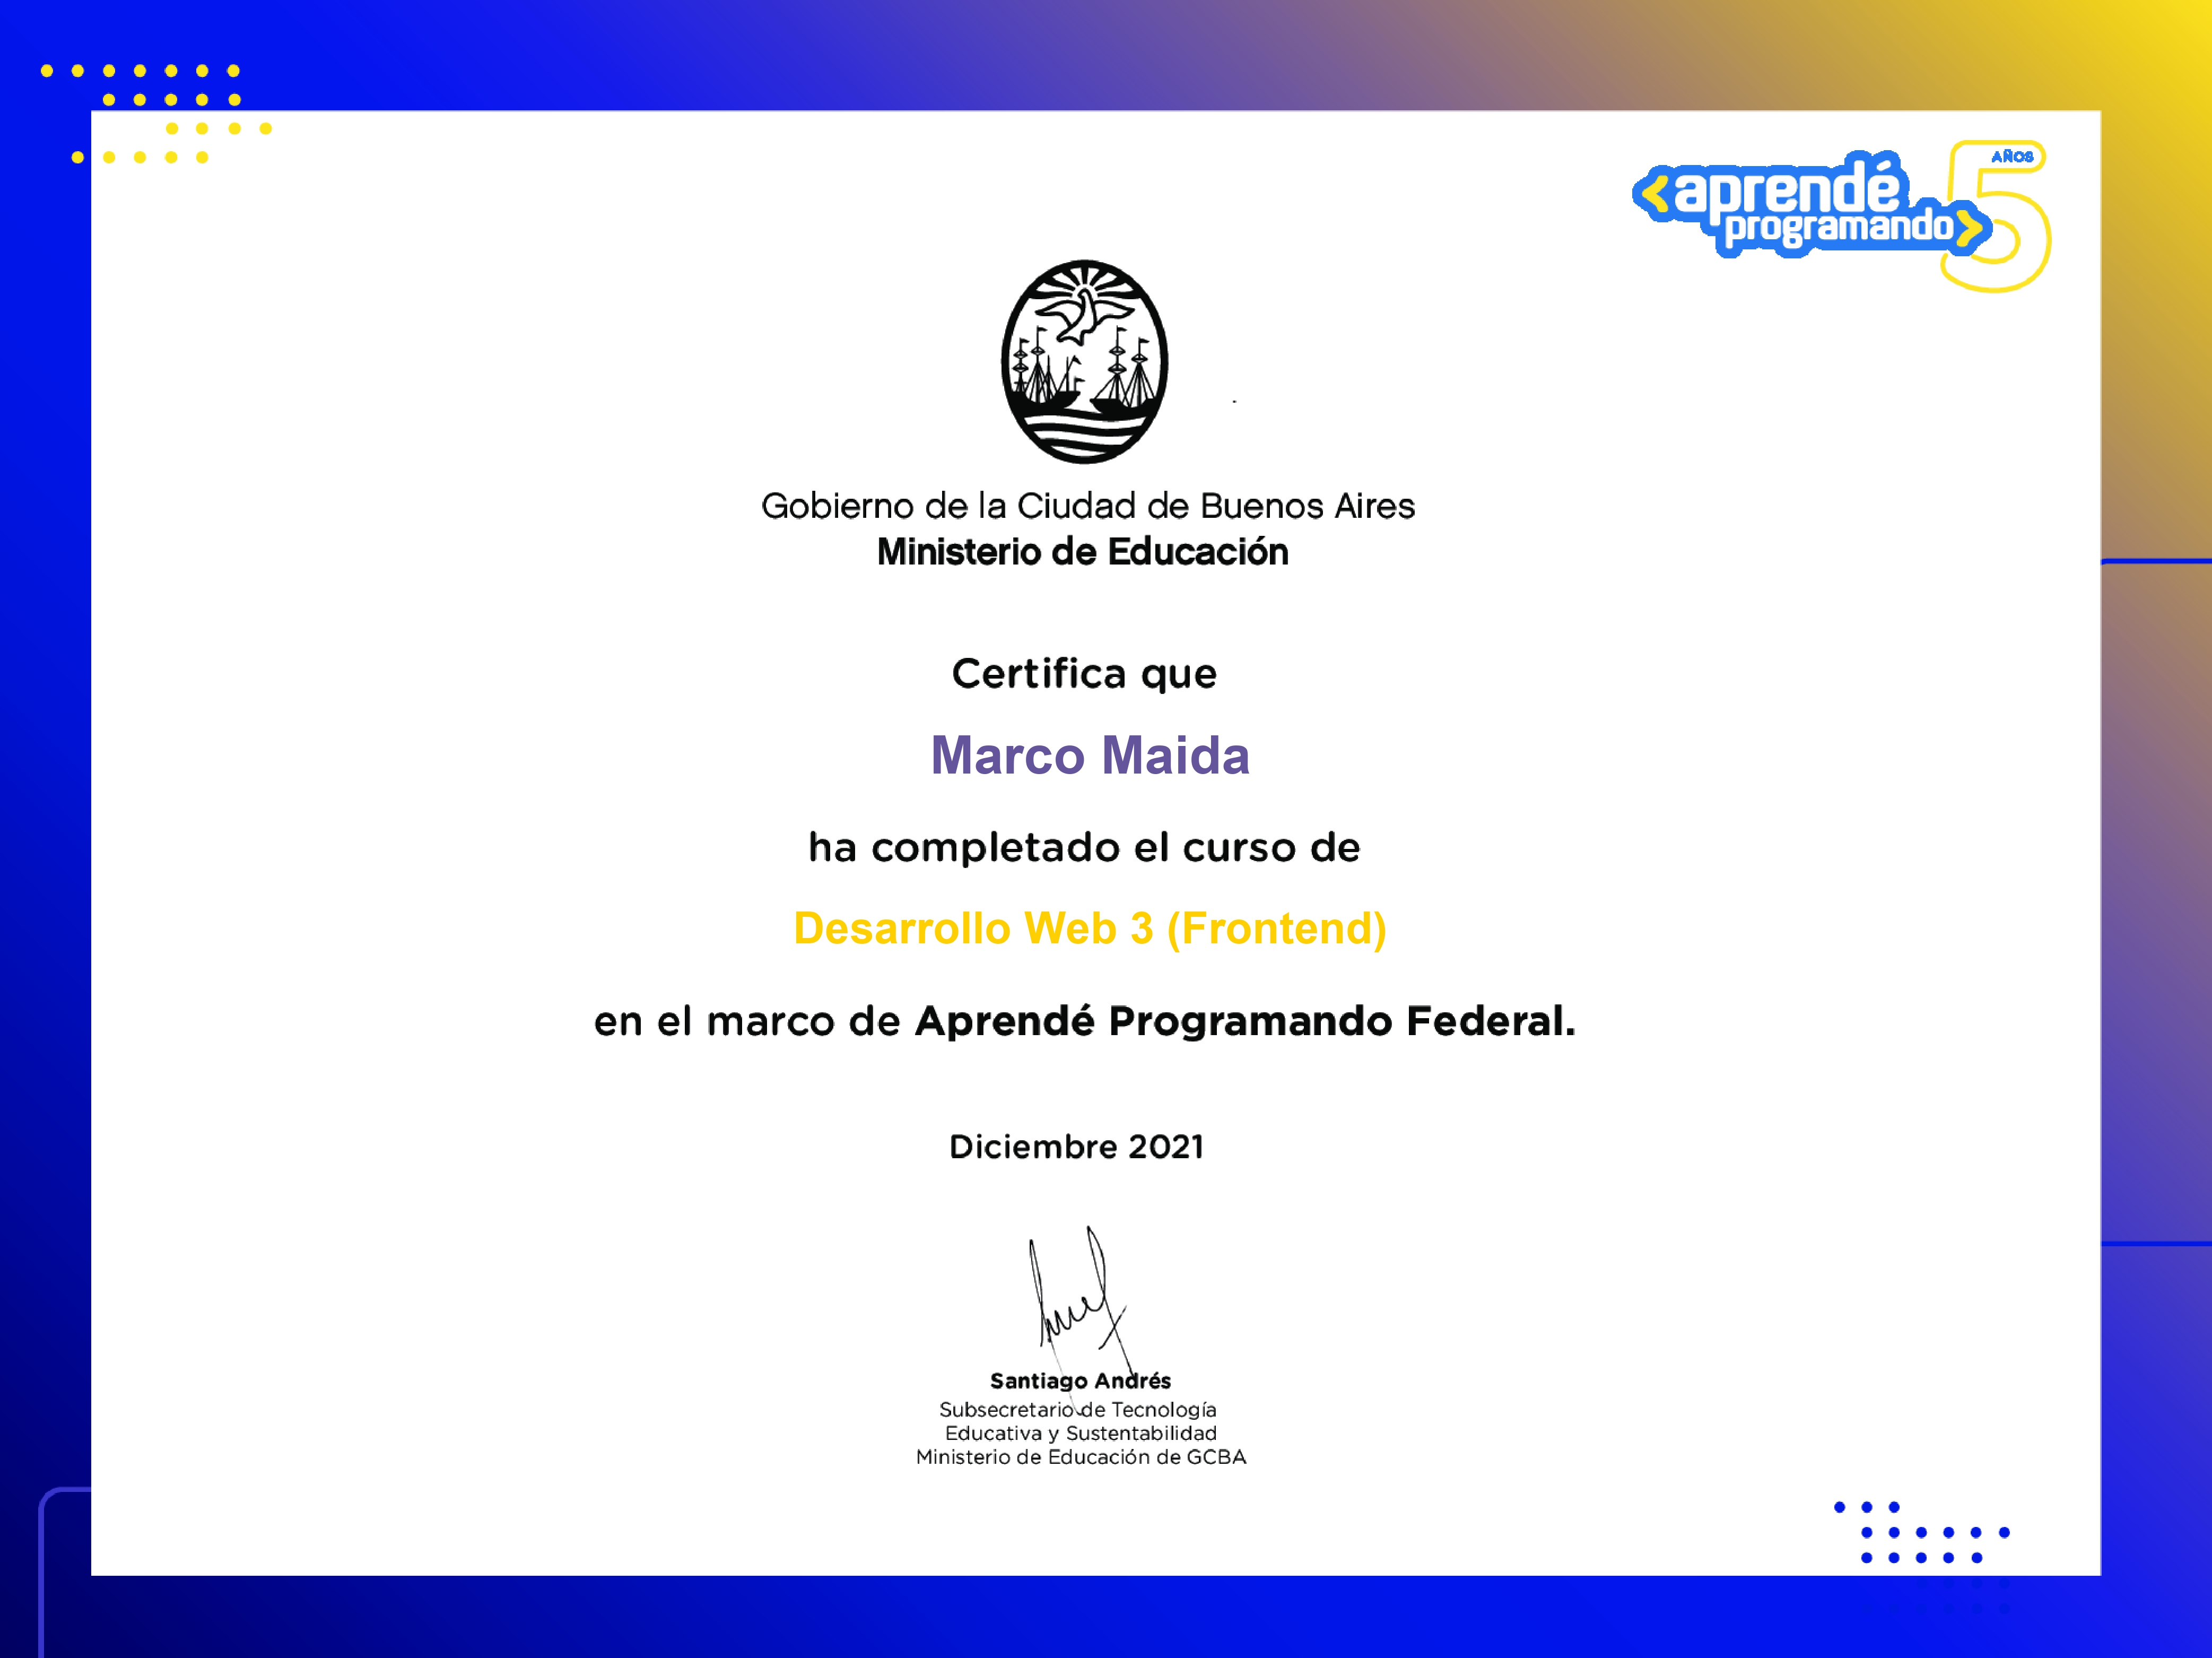 AÑOS
5
<aprendé
programando>
Gobierno de la Ciudad de Buenos Aires
Ministerio de Educación
Certifica que
Marco Maida
ha completado el curso de
Desarrollo Web 3 (Frontend)
en el marco de Aprendé Programando Federal.
Diciembre 2021
Santiago Andrés
Subsecretario de Tecnología
Educativa y Sustentabilidad
Ministerio de Educación de GCBA